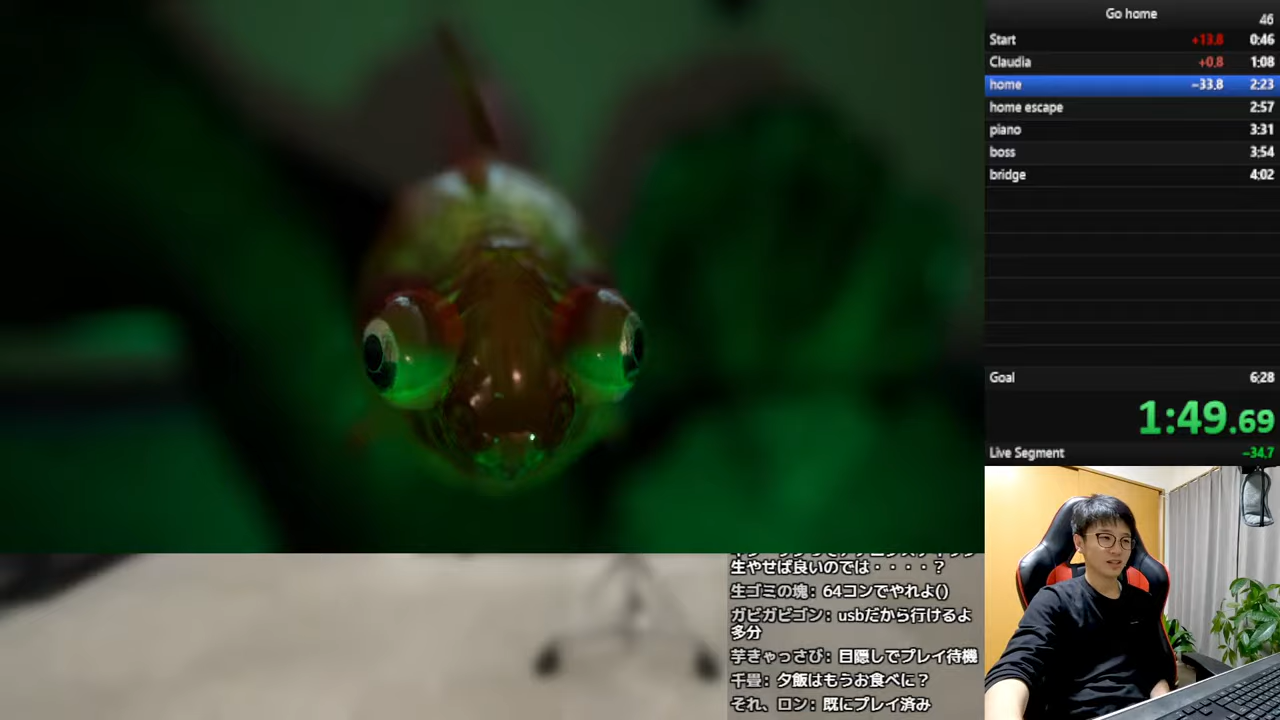 Go home
46
Start +13.8 0:46
Claudia +0.8 1:08
home −33.8 2:23
home escape 2:57
piano 3:31
boss 3:54
bridge 4:02
Goal 6:28
1:49.69
Live Segment −34.7
生やせば良いのでは・・・・?
生ゴミの塊: 64コンでやれよ()
ガビガビゴン: usbだから行けるよ
多分
芋きゃっさび: 目隠しでプレイ待機
千畳: 夕飯はもうお食べに?
それ、ロン: 既にプレイ済み